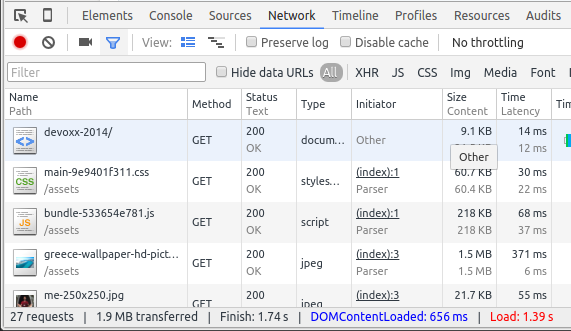 Elements Console Sources Network Timeline Profiles Resources Audits
View: Preserve log Disable cache No throttling
Filter Hide data URLs All XHR JS CSS Img Media Font
Name Method Status Type Initiator Size Time
Path Text Content Latency
devoxx-2014/ GET 200 docum… Other 9.1 KB 14 ms
OK 12 ms
Other
main-9e9401f311.css GET 200 styles… (index):1 60.7 KB 30 ms
/assets OK Parser 60.4 KB 22 ms
bundle-533654e781.js GET 200 script (index):1 218 KB 68 ms
/assets OK Parser 218 KB 37 ms
greece-wallpaper-hd-pict… GET 200 jpeg (index):3 1.5 MB 371 ms
/assets OK Parser 1.5 MB 6 ms
me-250x250.jpg GET 200 jpeg (index):3 21.7 KB 55 ms
27 requests | 1.9 MB transferred | Finish: 1.74 s | DOMContentLoaded: 656 ms | Load: 1.39 s